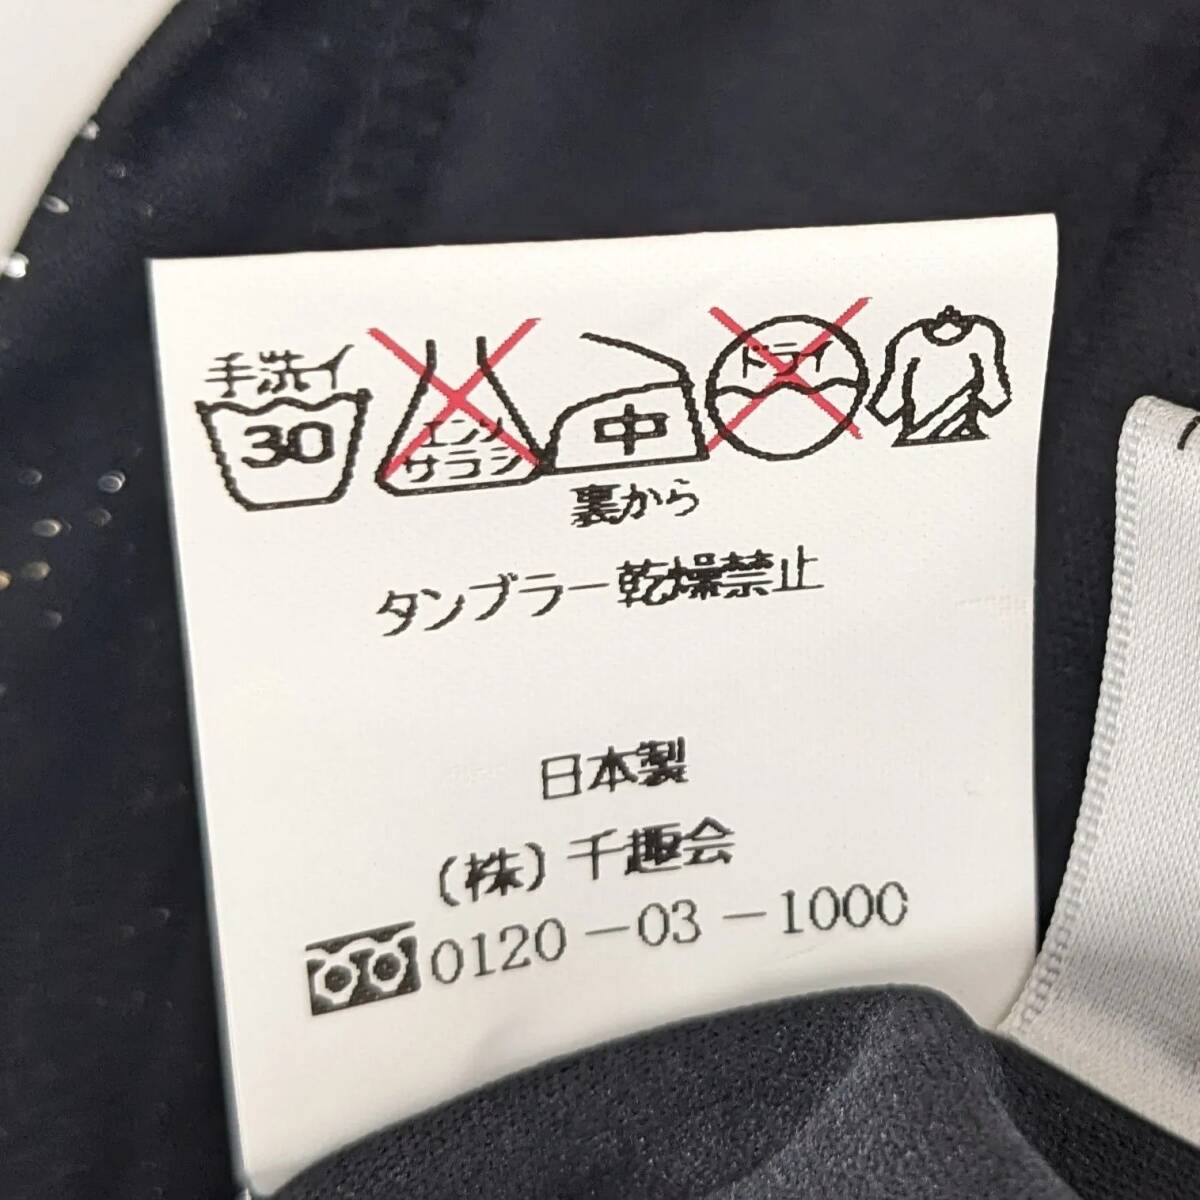 手洗イ
30
エンソ
サラシ
中
ドライ
裏から
タンブラー乾燥禁止
日本製
(株)千趣会
0120-03-1000